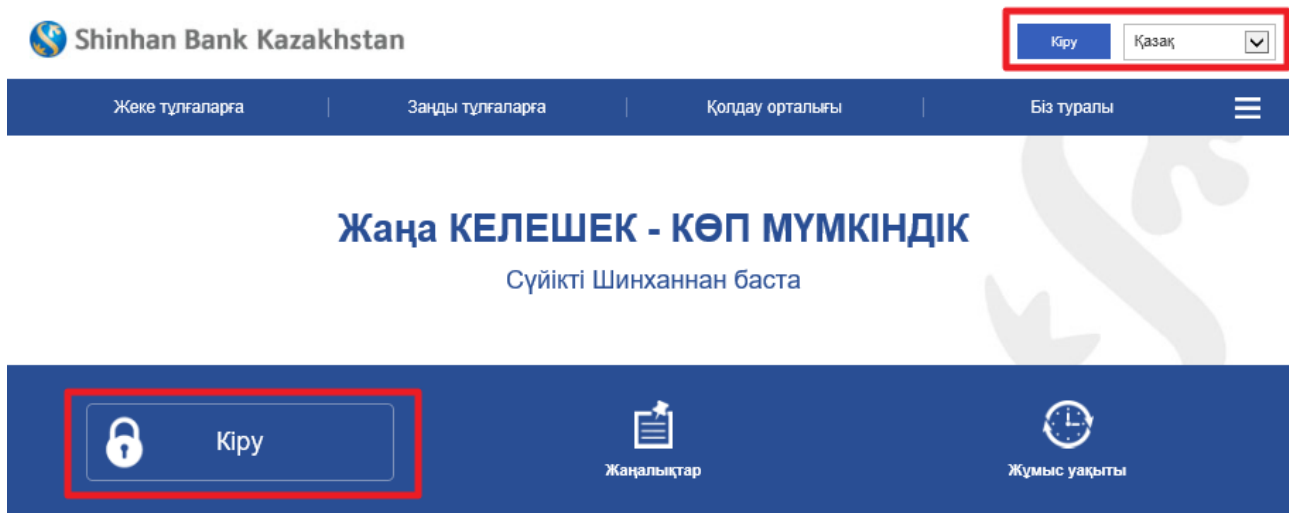 Shinhan Bank Kazakhstan
Кіру
Қазақ
Жеке тұлғаларға
Заңды тұлғаларға
Қолдау орталығы
Біз туралы
Жаңа КЕЛЕШЕК - КӨП МҮМКІНДІК
Сүйікті Шинханнан баста
Кіру
Жаңалықтар
Жұмыс уақыты